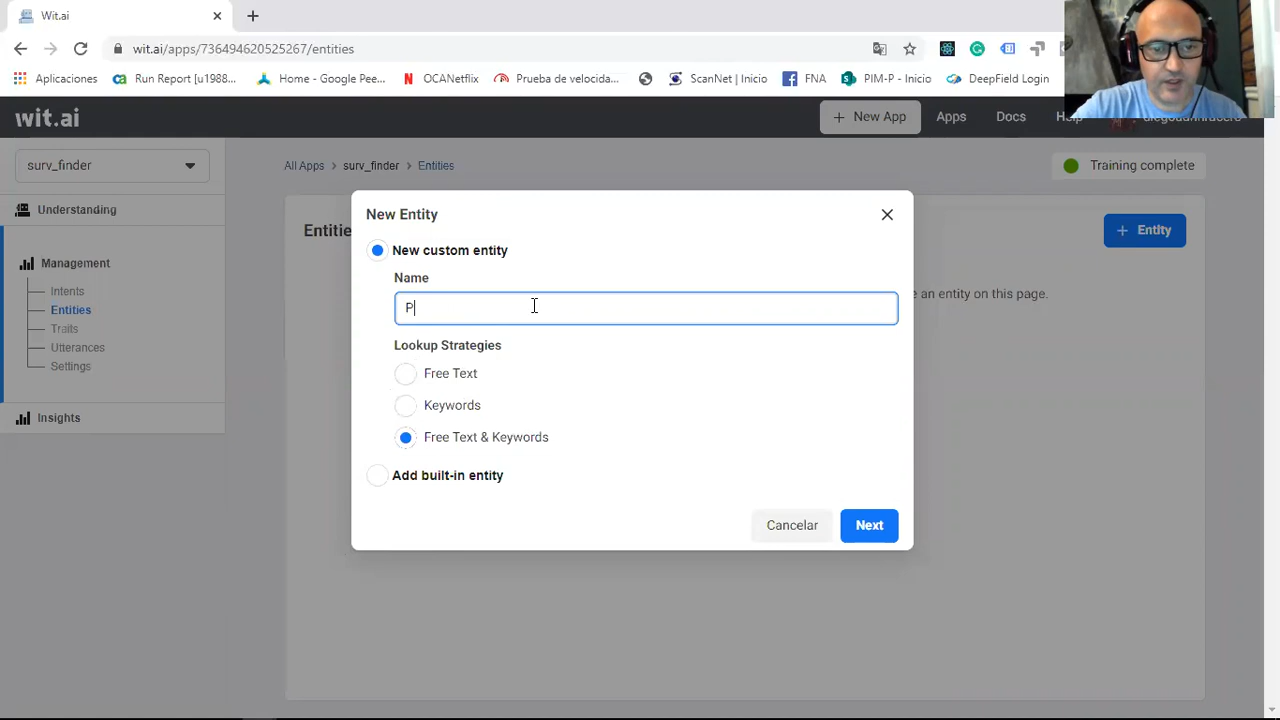 Wit.ai
wit.ai/apps/736494620525267/entities
Aplicaciones
Run Report [u1988...
Home - Google Pee...
OCANetflix
Prueba de velocida...
ScanNet | Inicio
FNA
PIM-P - Inicio
DeepField Login
wit.ai
+ New App
Apps
Docs
surv_finder
All Apps > surv_finder > Entities
Training complete
Understanding
Management
Intents
Entities
Traits
Utterances
Settings
Insights
Entitie
+ Entity
e an entity on this page.
New Entity
New custom entity
Name
P
Lookup Strategies
Free Text
Keywords
Free Text & Keywords
Add built-in entity
Cancelar
Next